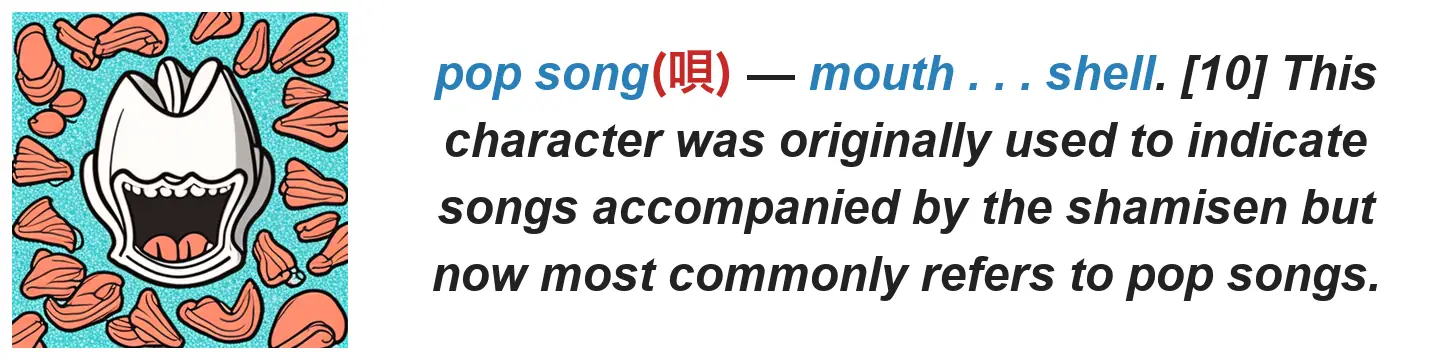 pop song(唄) — mouth . . . shell. [10] This
character was originally used to indicate
songs accompanied by the shamisen but
now most commonly refers to pop songs.